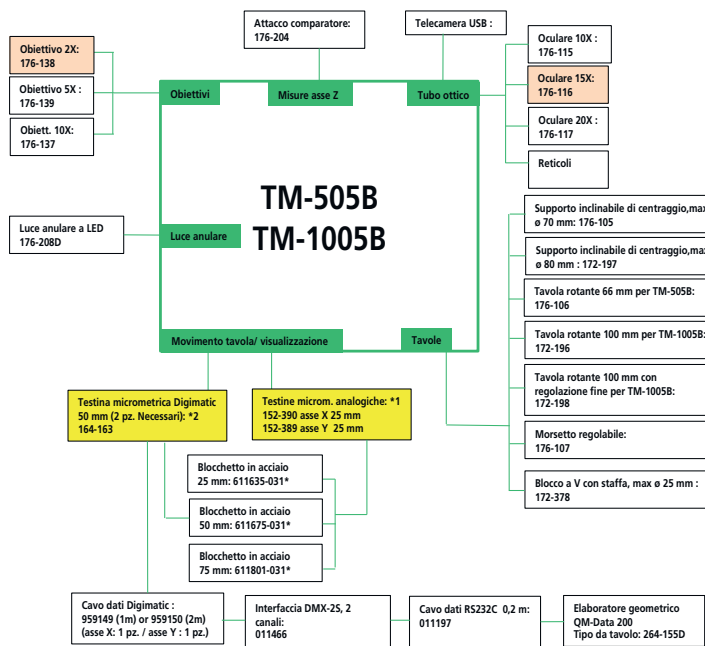 Attacco comparatore:
176-204
Telecamera USB :
Obiettivo 2X:
176-138
Obiettivo 5X :
176-139
Obiett. 10X:
176-137
Oculare 10X :
176-115
Oculare 15X:
176-116
Oculare 20X :
176-117
Reticoli
Obiettivi
Misure asse Z
Tubo ottico
TM-505B
TM-1005B
Luce anulare a LED
176-208D
Luce anulare
Supporto inclinabile di centraggio,max
ø 70 mm: 176-105
Supporto inclinabile di centraggio,max
ø 80 mm : 172-197
Tavola rotante 66 mm per TM-505B:
176-106
Tavola rotante 100 mm per TM-1005B:
172-196
Tavola rotante 100 mm con
regolazione fine per TM-1005B:
172-198
Morsetto regolabile:
176-107
Blocco a V con staffa, max ø 25 mm :
172-378
Movimento tavola/ visualizzazione
Tavole
Testina micrometrica Digimatic
50 mm (2 pz. Necessari): *2
164-163
Testine microm. analogiche: *1
152-390 asse X 25 mm
152-389 asse Y 25 mm
Blocchetto in acciaio
25 mm: 611635-031*
Blocchetto in acciaio
50 mm: 611675-031*
Blocchetto in acciaio
75 mm: 611801-031*
Cavo dati Digimatic :
959149 (1m) or 959150 (2m)
(asse X: 1 pz. / asse Y : 1 pz.)
Interfaccia DMX-2S, 2
canali:
011466
Cavo dati RS232C 0,2 m:
011197
Elaboratore geometrico
QM-Data 200
Tipo da tavolo: 264-155D